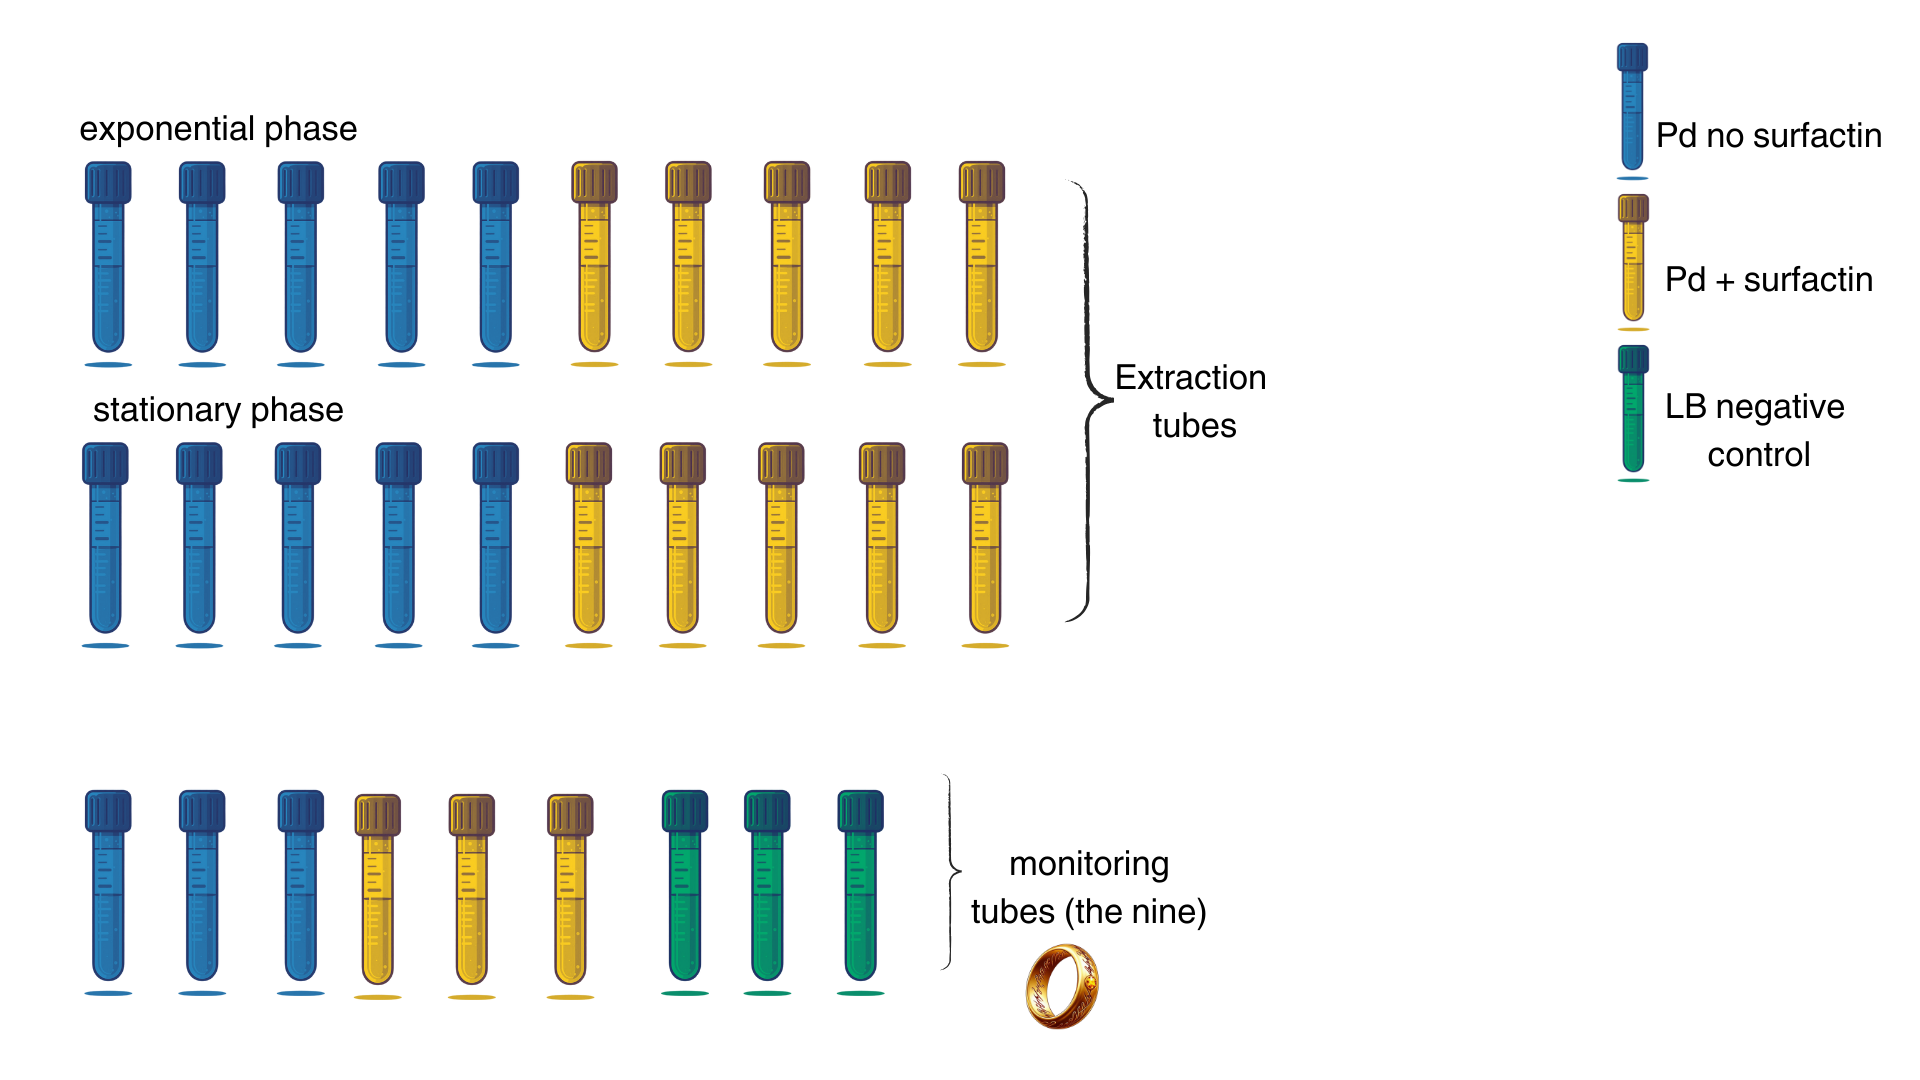 exponential phase
stationary phase
Extraction
tubes
monitoring
tubes (the nine)
Pd no surfactin
Pd + surfactin
LB negative
control